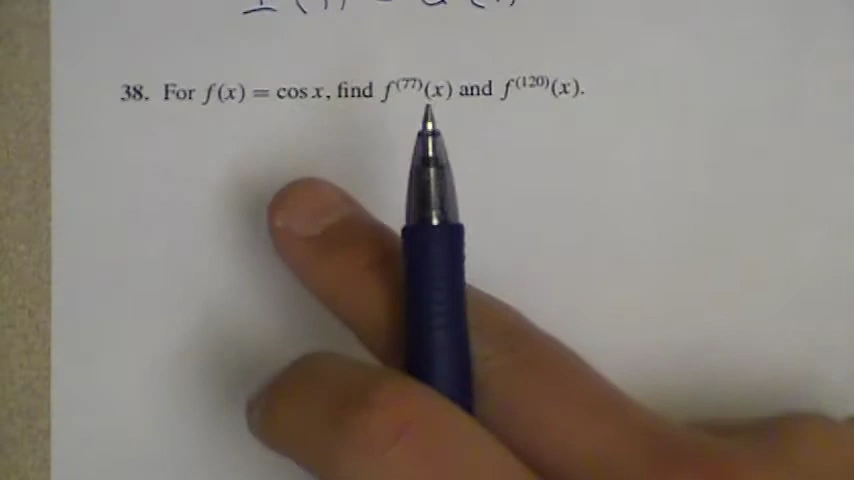 38. For f(x) = cos x, find f⁽⁷⁷⁾(x) and f⁽¹²⁰⁾(x).